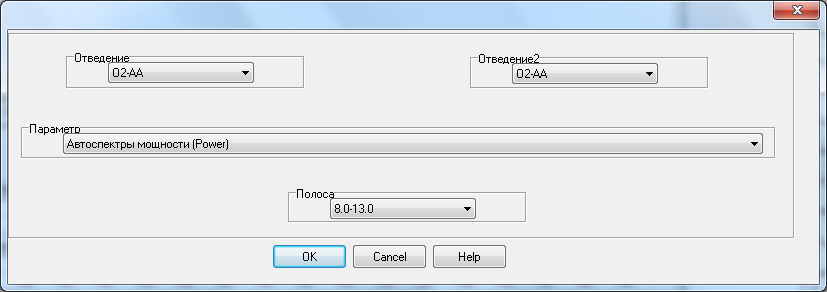 Отведение
O2-AA
Отведение2
O2-AA
Параметр
Автоспектры мощности (Power)
Полоса
8.0-13.0
OK
Cancel
Help